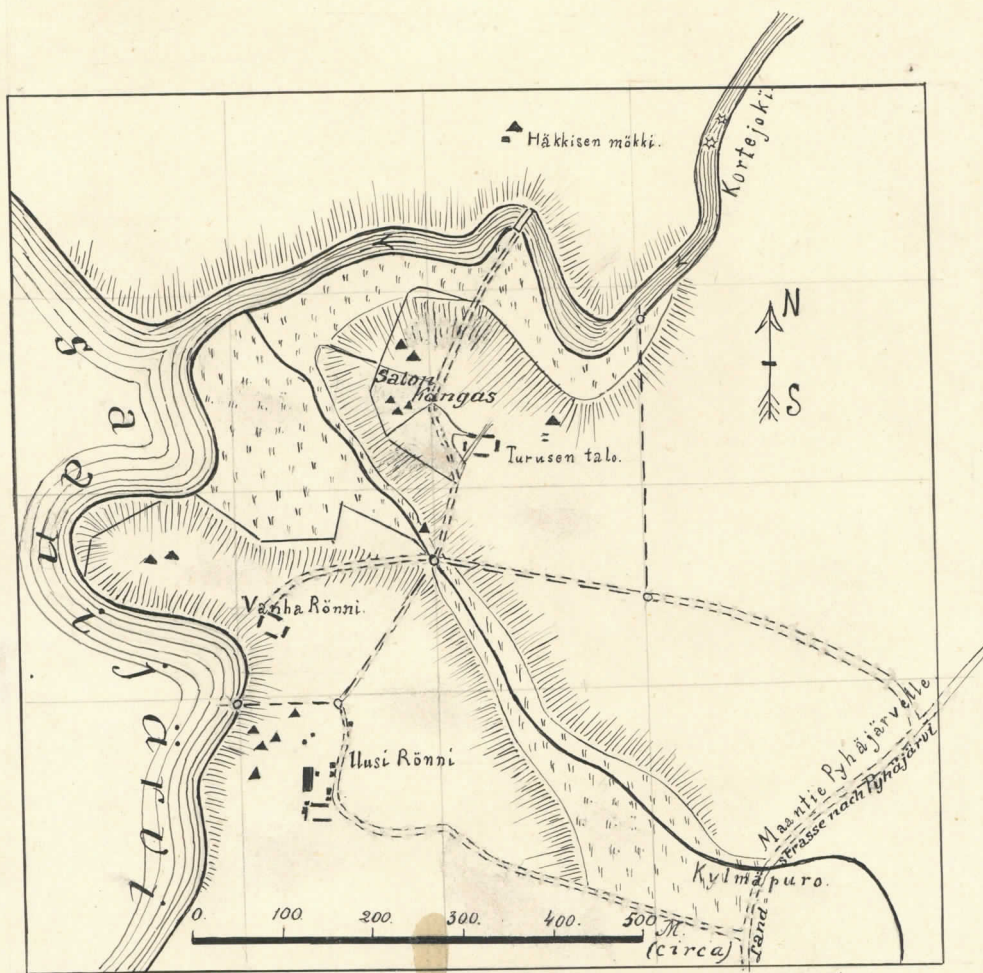 Häkkisen mökki.
Kortejoki.
N
S
Saanijärvi
Salon
Kangas
Turusen talo.
Vanha Rönni.
Uusi Rönni
Maantie Pyhäjärvelle
Landstrasse nach Pyhäjärvi
Kylmäpuro.
0. 100. 200. 300. 400. 500 M.
(circa)